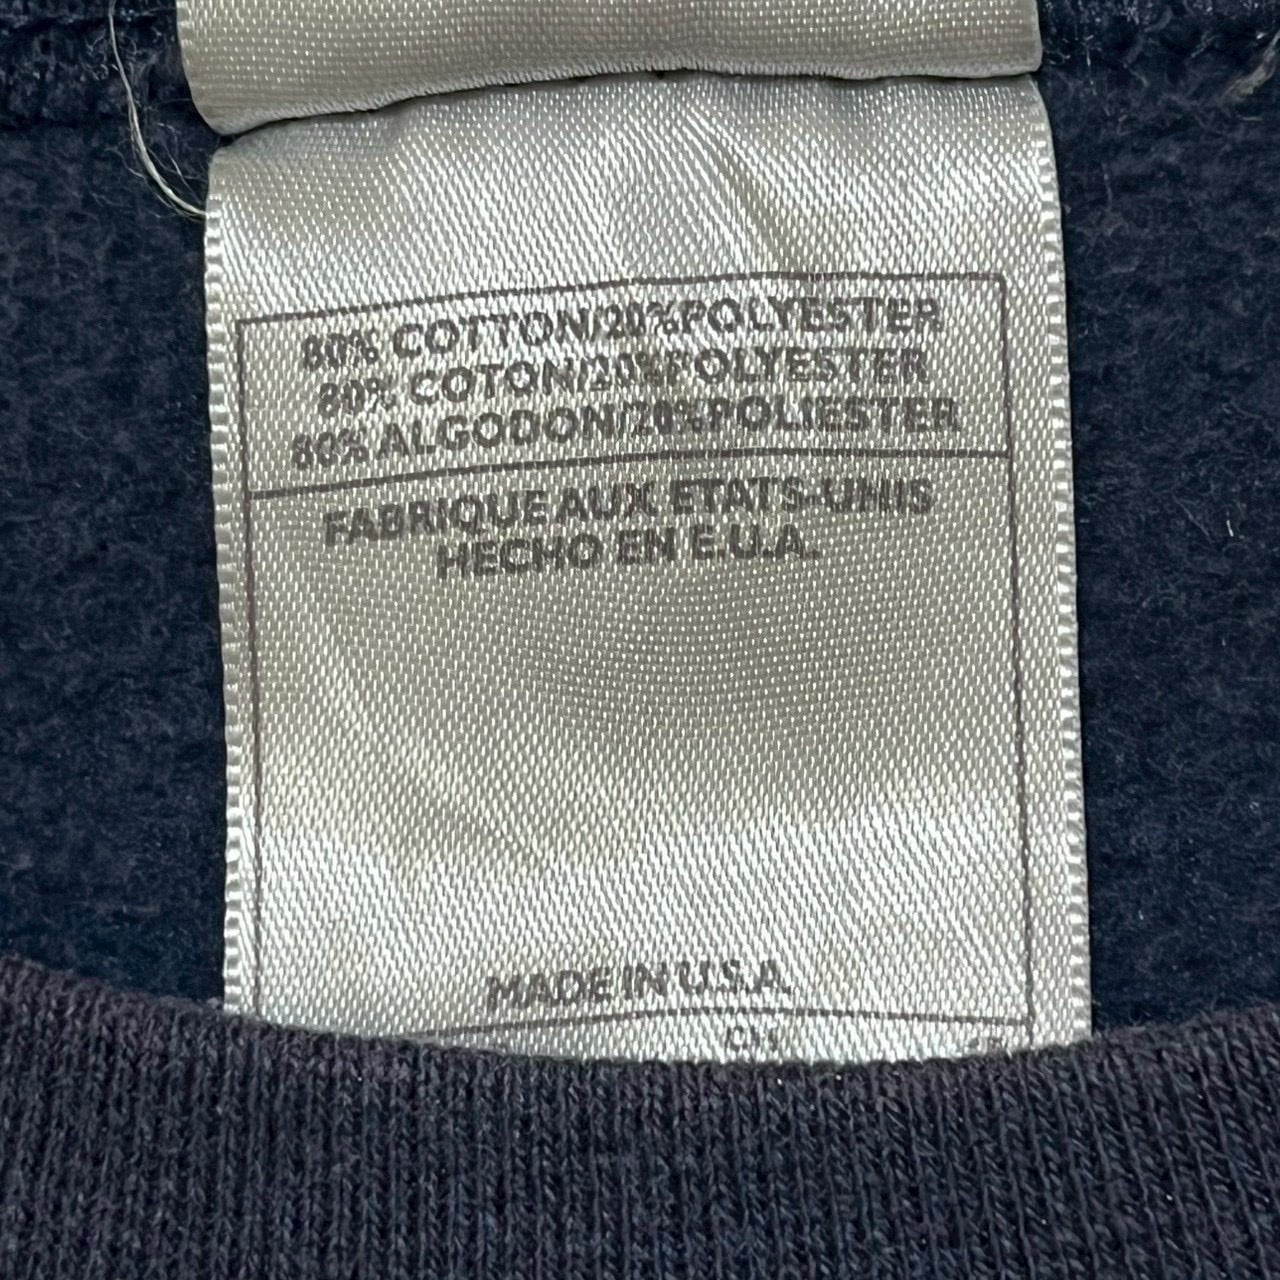 80% COTTON/20%POLYESTER
80% COTON/20%POLYESTER
80% ALGODON/20%POLIESTER
FABRIQUE AUX ETATS-UNIS
HECHO EN E.U.A.
MADE IN U.S.A.